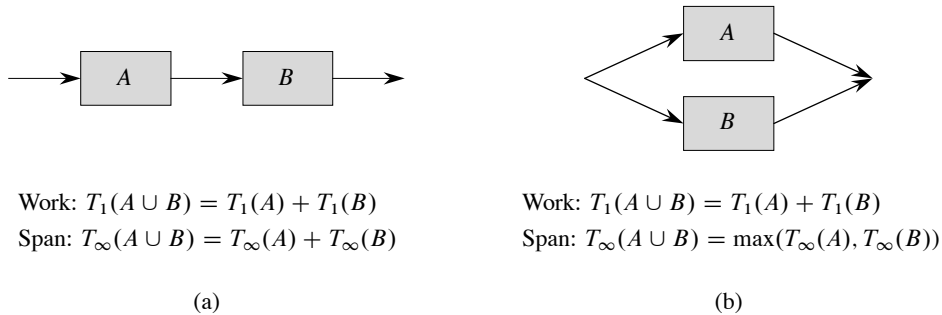 A
B
Work: T₁(A ∪ B) = T₁(A) + T₁(B)
Span: T∞(A ∪ B) = T∞(A) + T∞(B)
(a)
A
B
Work: T₁(A ∪ B) = T₁(A) + T₁(B)
Span: T∞(A ∪ B) = max(T∞(A), T∞(B))
(b)